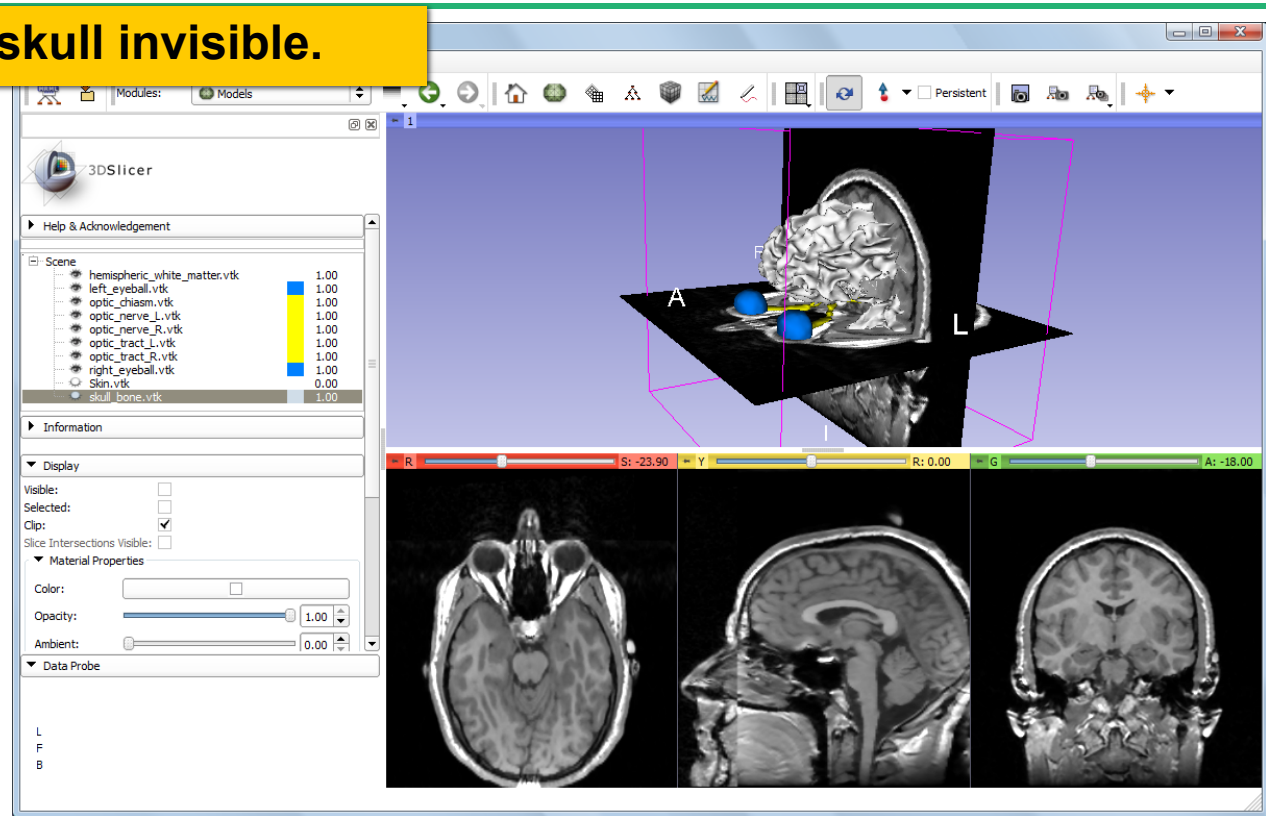 skull invisible.
Modules: Models Persistent
1
3DSlicer
Help & Acknowledgement
Scene
hemispheric_white_matter.vtk 1.00
left_eyeball.vtk 1.00
optic_chiasm.vtk 1.00
optic_nerve_L.vtk 1.00
optic_nerve_R.vtk 1.00
optic_tract_L.vtk 1.00
optic_tract_R.vtk 1.00
right_eyeball.vtk 1.00
Skin.vtk 0.00
skull_bone.vtk 1.00
Information
Display
Visible:
Selected:
Clip:
Slice Intersections Visible:
Material Properties
Color:
Opacity: 1.00
Ambient: 0.00
Data Probe
L
F
B
A
L
I
R S: -23.90 Y R: 0.00 G A: -18.00